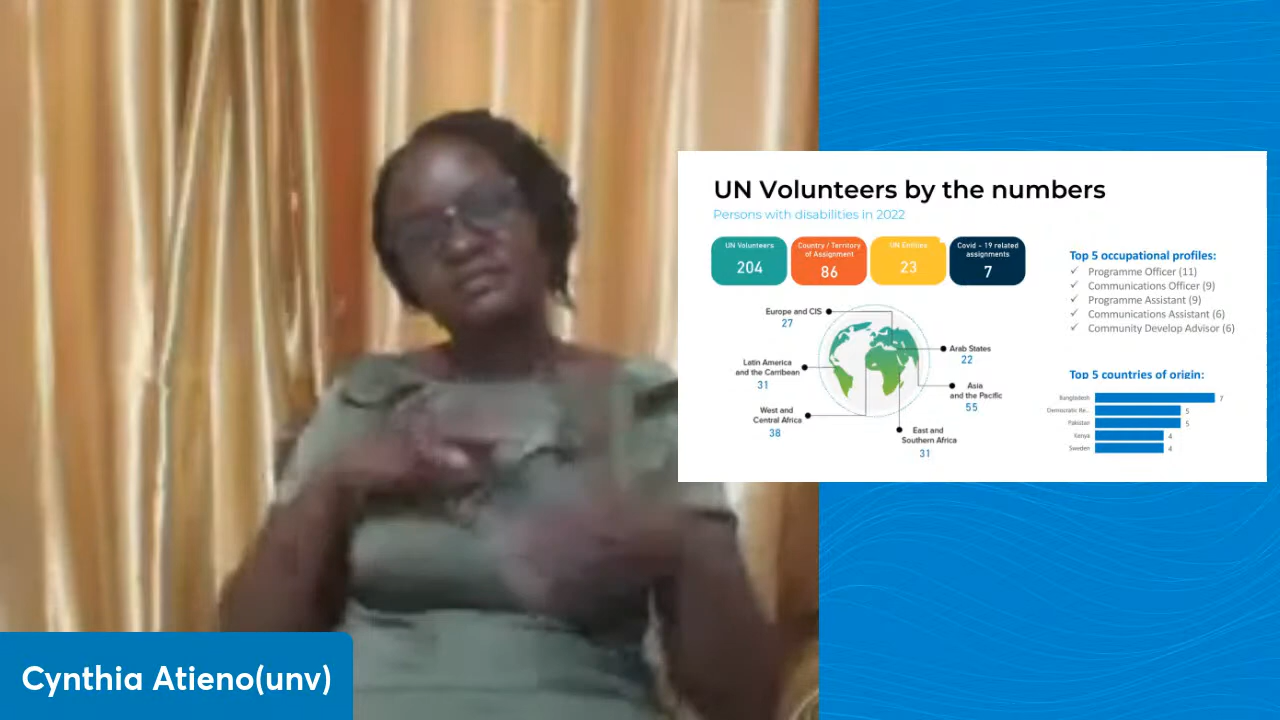 UN Volunteers by the numbers
Persons with disabilities in 2022
UN Volunteers
204
Country / Territory
of Assignment
86
UN Entities
23
Covid - 19 related
assignments
7
Top 5 occupational profiles:
✓ Programme Officer (11)
✓ Communications Officer (9)
✓ Programme Assistant (9)
✓ Communications Assistant (6)
✓ Community Develop Advisor (6)
Europe and CIS
27
Arab States
22
Latin America
and the Carribean
31
Asia
and the Pacific
55
West and
Central Africa
38
East and
Southern Africa
31
Top 5 countries of origin:
Bangladesh 7
Democratic Re.. 5
Pakistan 5
Kenya 4
Sweden 4
Cynthia Atieno(unv)